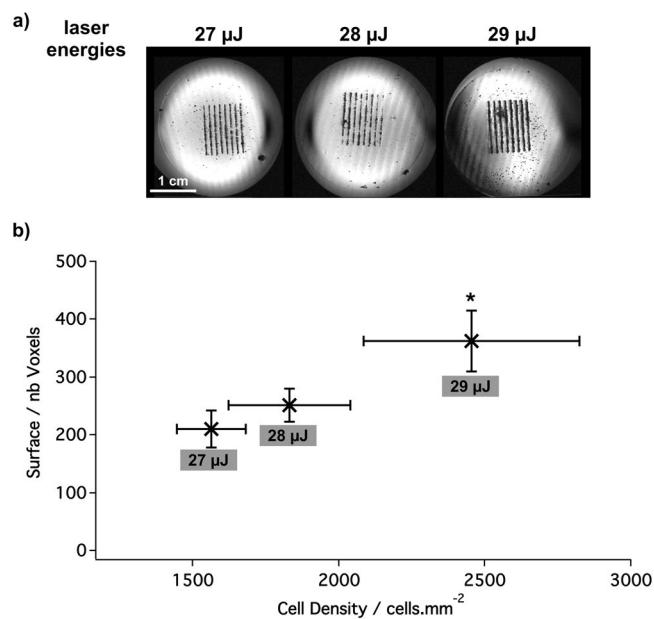 a)
laser
energies
27 µJ
28 µJ
29 µJ
1 cm
b)
500
400
300
200
100
0
Surface / nb Voxels
*
29 µJ
28 µJ
27 µJ
1500
2000
2500
3000
Cell Density / cells.mm⁻²